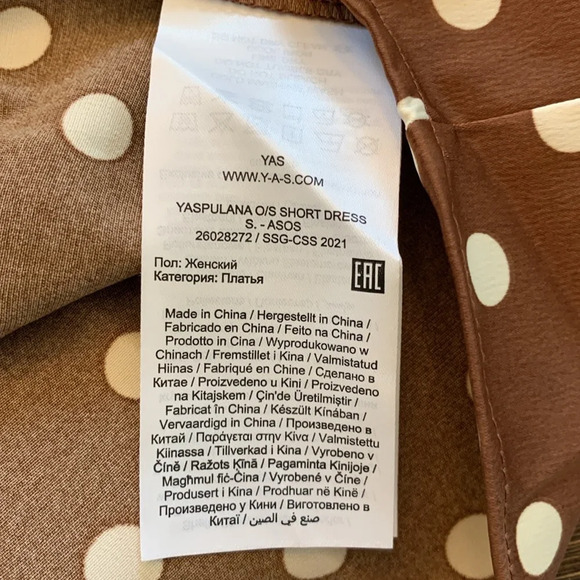 YAS
WWW.Y-A-S.COM
YASPULANA O/S SHORT DRESS
S. - ASOS
26028272 / SSG-CSS 2021
Пол: Женский
Категория: Платья
EAC
Made in China / Hergestellt in China /
Fabricado en China / Feito na China /
Prodotto in Cina / Wyprodukowano w
Chinach / Fremstillet i Kina / Valmistatud
Hiinas / Fabriqué en Chine / Сделано в
Китае / Proizvedeno u Kini / Proizvedeno
na Kitajskem / Çin'de Üretilmiştir /
Fabricat în China / Készült Kínában /
Vervaardigd in China / Произведено в
Китай / Παράγεται στην Κίνα / Valmistettu
Kiinassa / Tillverkad i Kina / Vyrobeno v
Číně / Ražots Ķīnā / Pagaminta Kinijoje /
Magħmul fiċ-Ċina / Vyrobené v Číne /
Produsert i Kina / Prodhuar në Kinë /
Произведено у Кини / Виготовлено в
Китаї / صنع في الصين